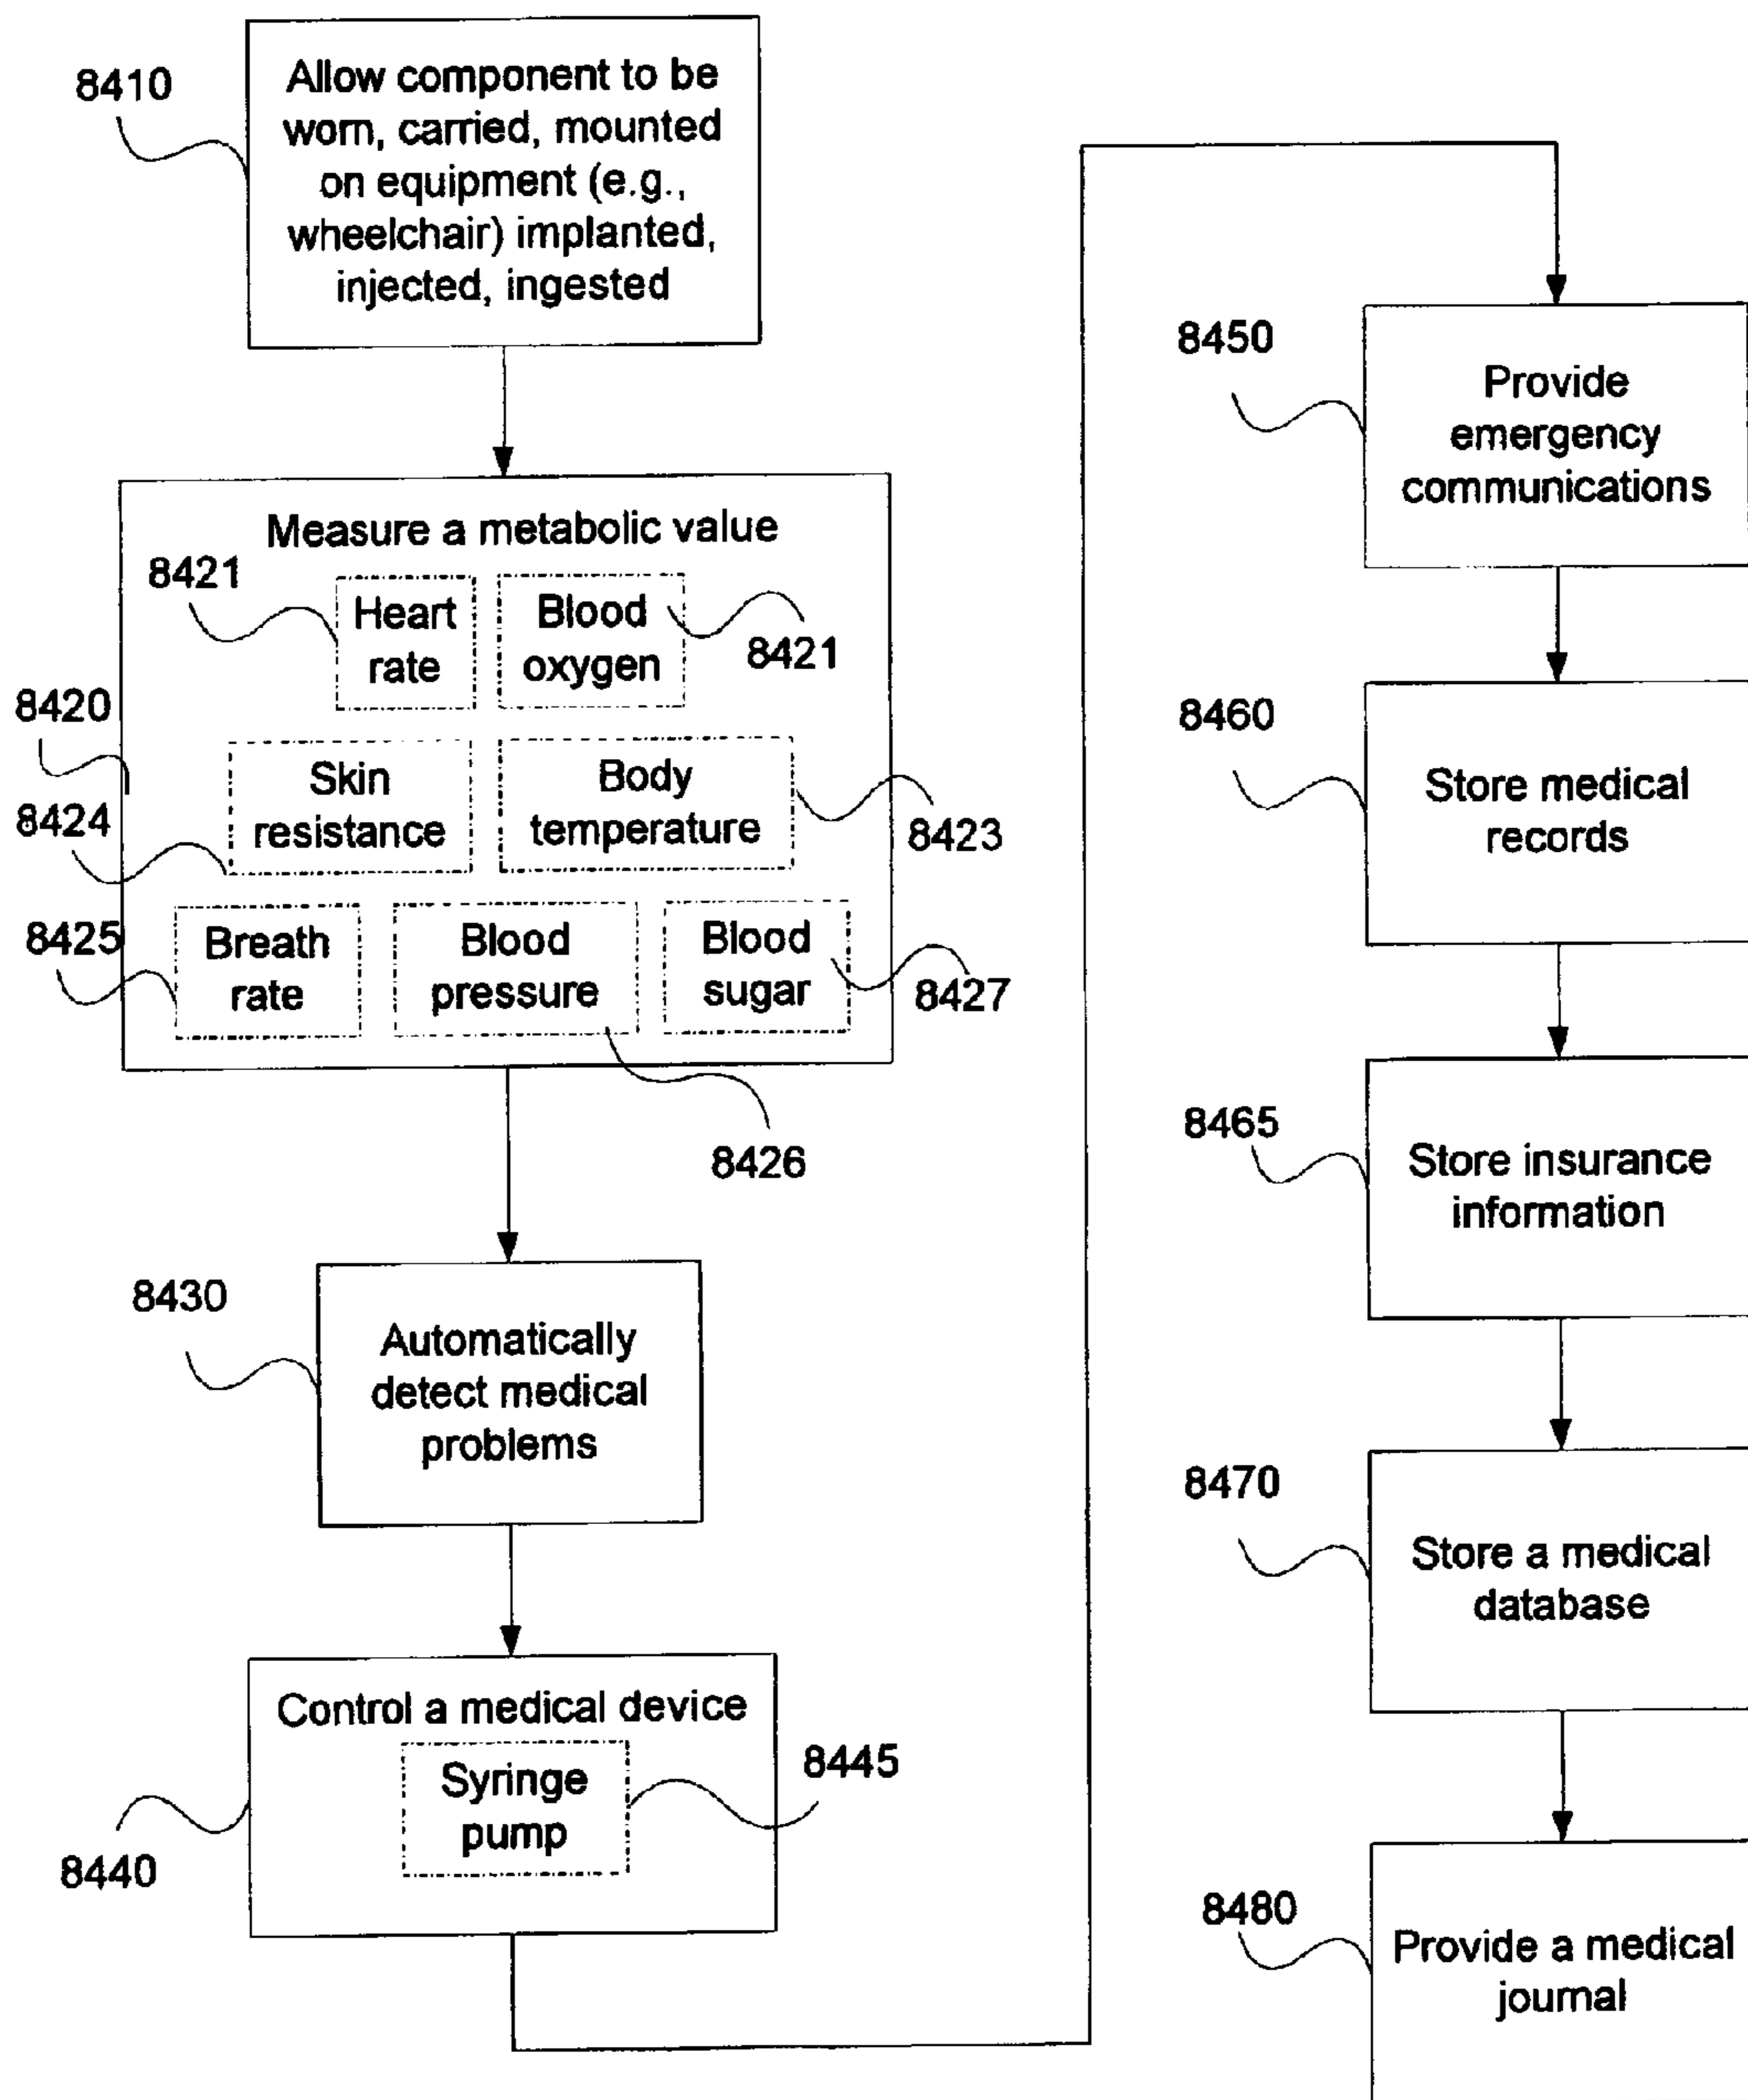 8410
Allow component to be
worn, carried, mounted
on equipment (e.g.,
wheelchair) implanted,
injected, ingested
Measure a metabolic value
8421
Heart
rate
Blood
oxygen
8421
8420
Skin
resistance
8424
Body
temperature
8423
8425
Breath
rate
Blood
pressure
Blood
sugar
8427
8426
8430
Automatically
detect medical
problems
Control a medical device
Syringe
pump
8445
8440
8450
Provide
emergency
communications
8460
Store medical
records
8465
Store insurance
information
8470
Store a medical
database
8480
Provide a medical
journal